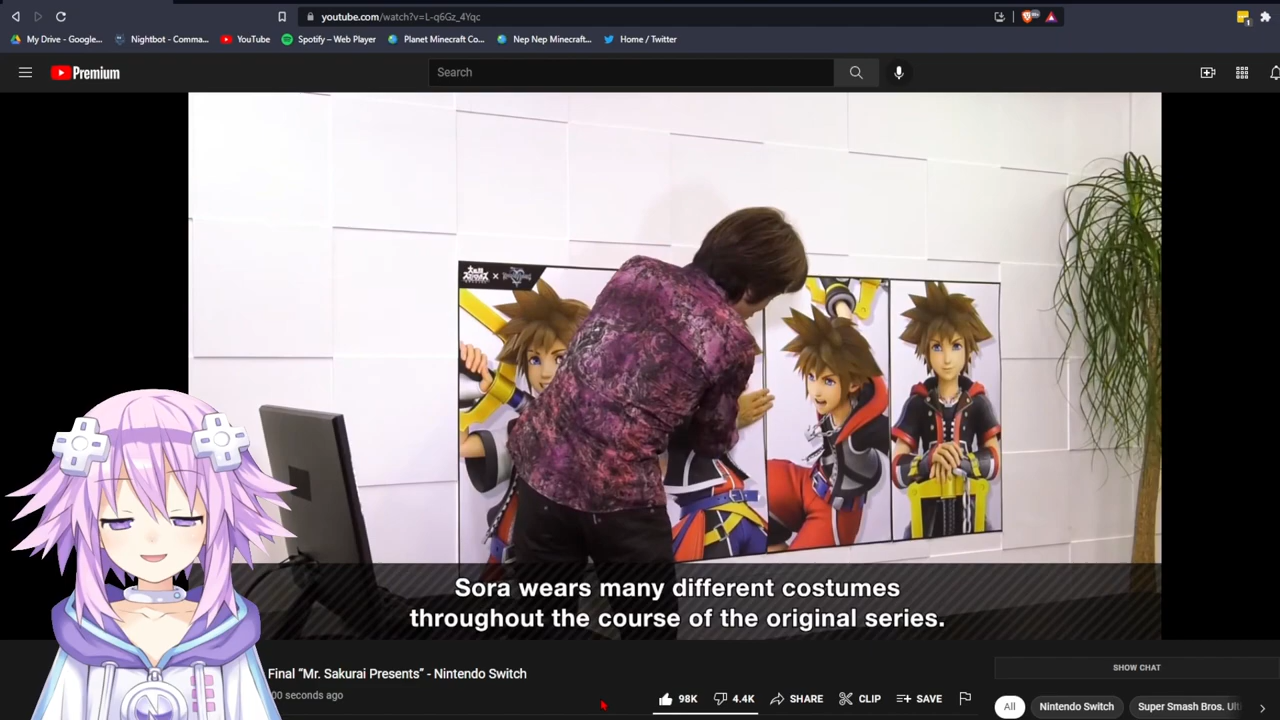 youtube.com/watch?v=L-q6Gz_4Yqc
My Drive - Google...
Nightbot - Comma...
YouTube
Spotify – Web Player
Planet Minecraft Co...
Nep Nep Minecraft...
Home / Twitter
Premium
Search
Sora wears many different costumes
throughout the course of the original series.
Final “Mr. Sakurai Presents” - Nintendo Switch
00 seconds ago
98K
4.4K
SHARE
CLIP
SAVE
SHOW CHAT
All
Nintendo Switch
Super Smash Bros. Ulti